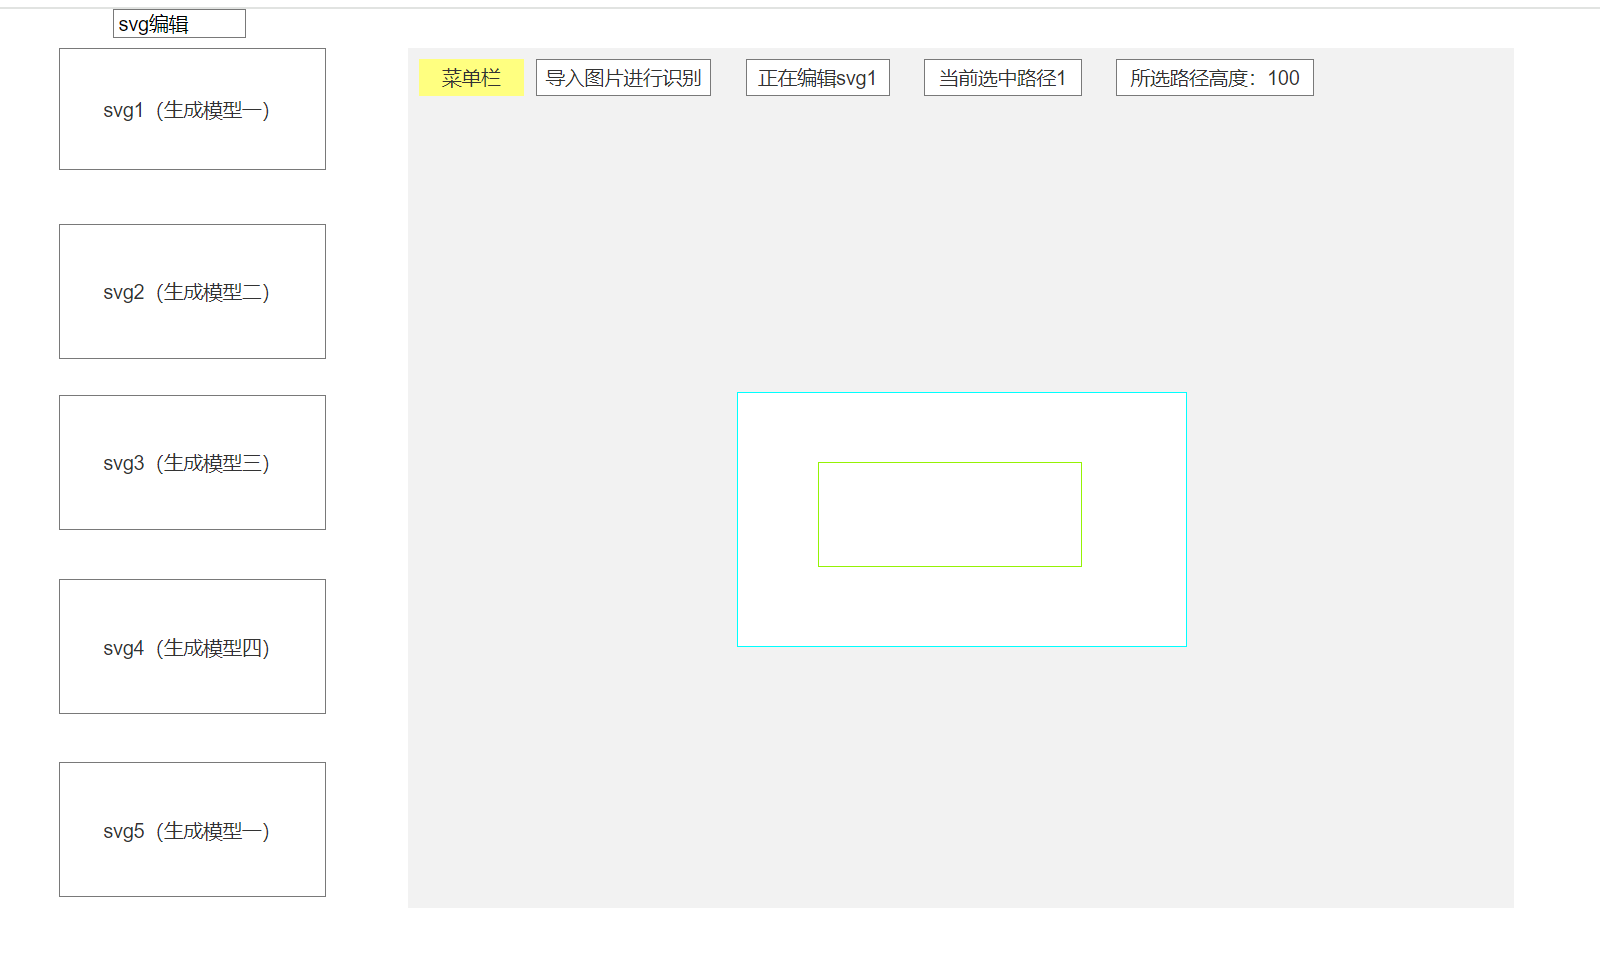 svg编辑
svg1（生成模型一）
svg2（生成模型二）
svg3（生成模型三）
svg4（生成模型四）
svg5（生成模型一）
菜单栏 导入图片进行识别 正在编辑svg1 当前选中路径1 所选路径高度：100